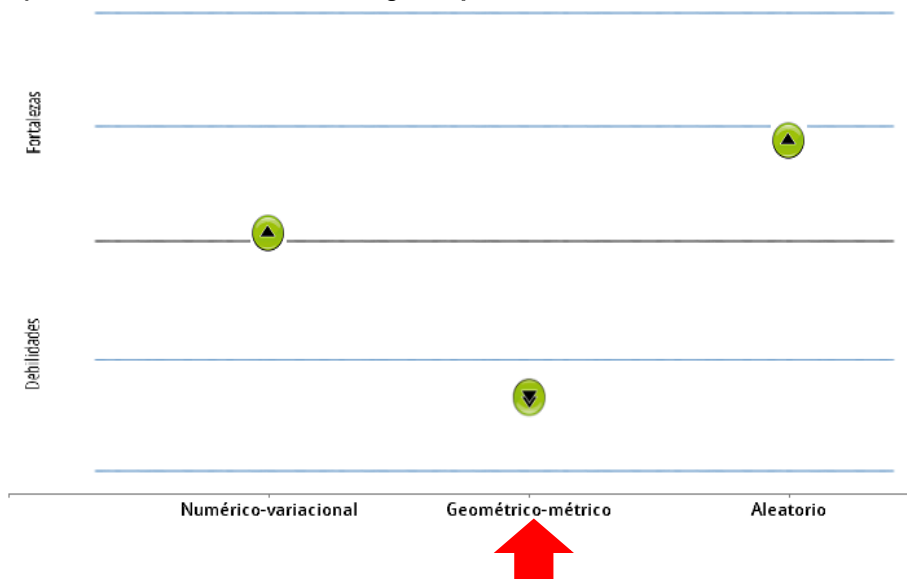 Fortalezas
Debilidades
Numérico-variacional
Geométrico-métrico
Aleatorio